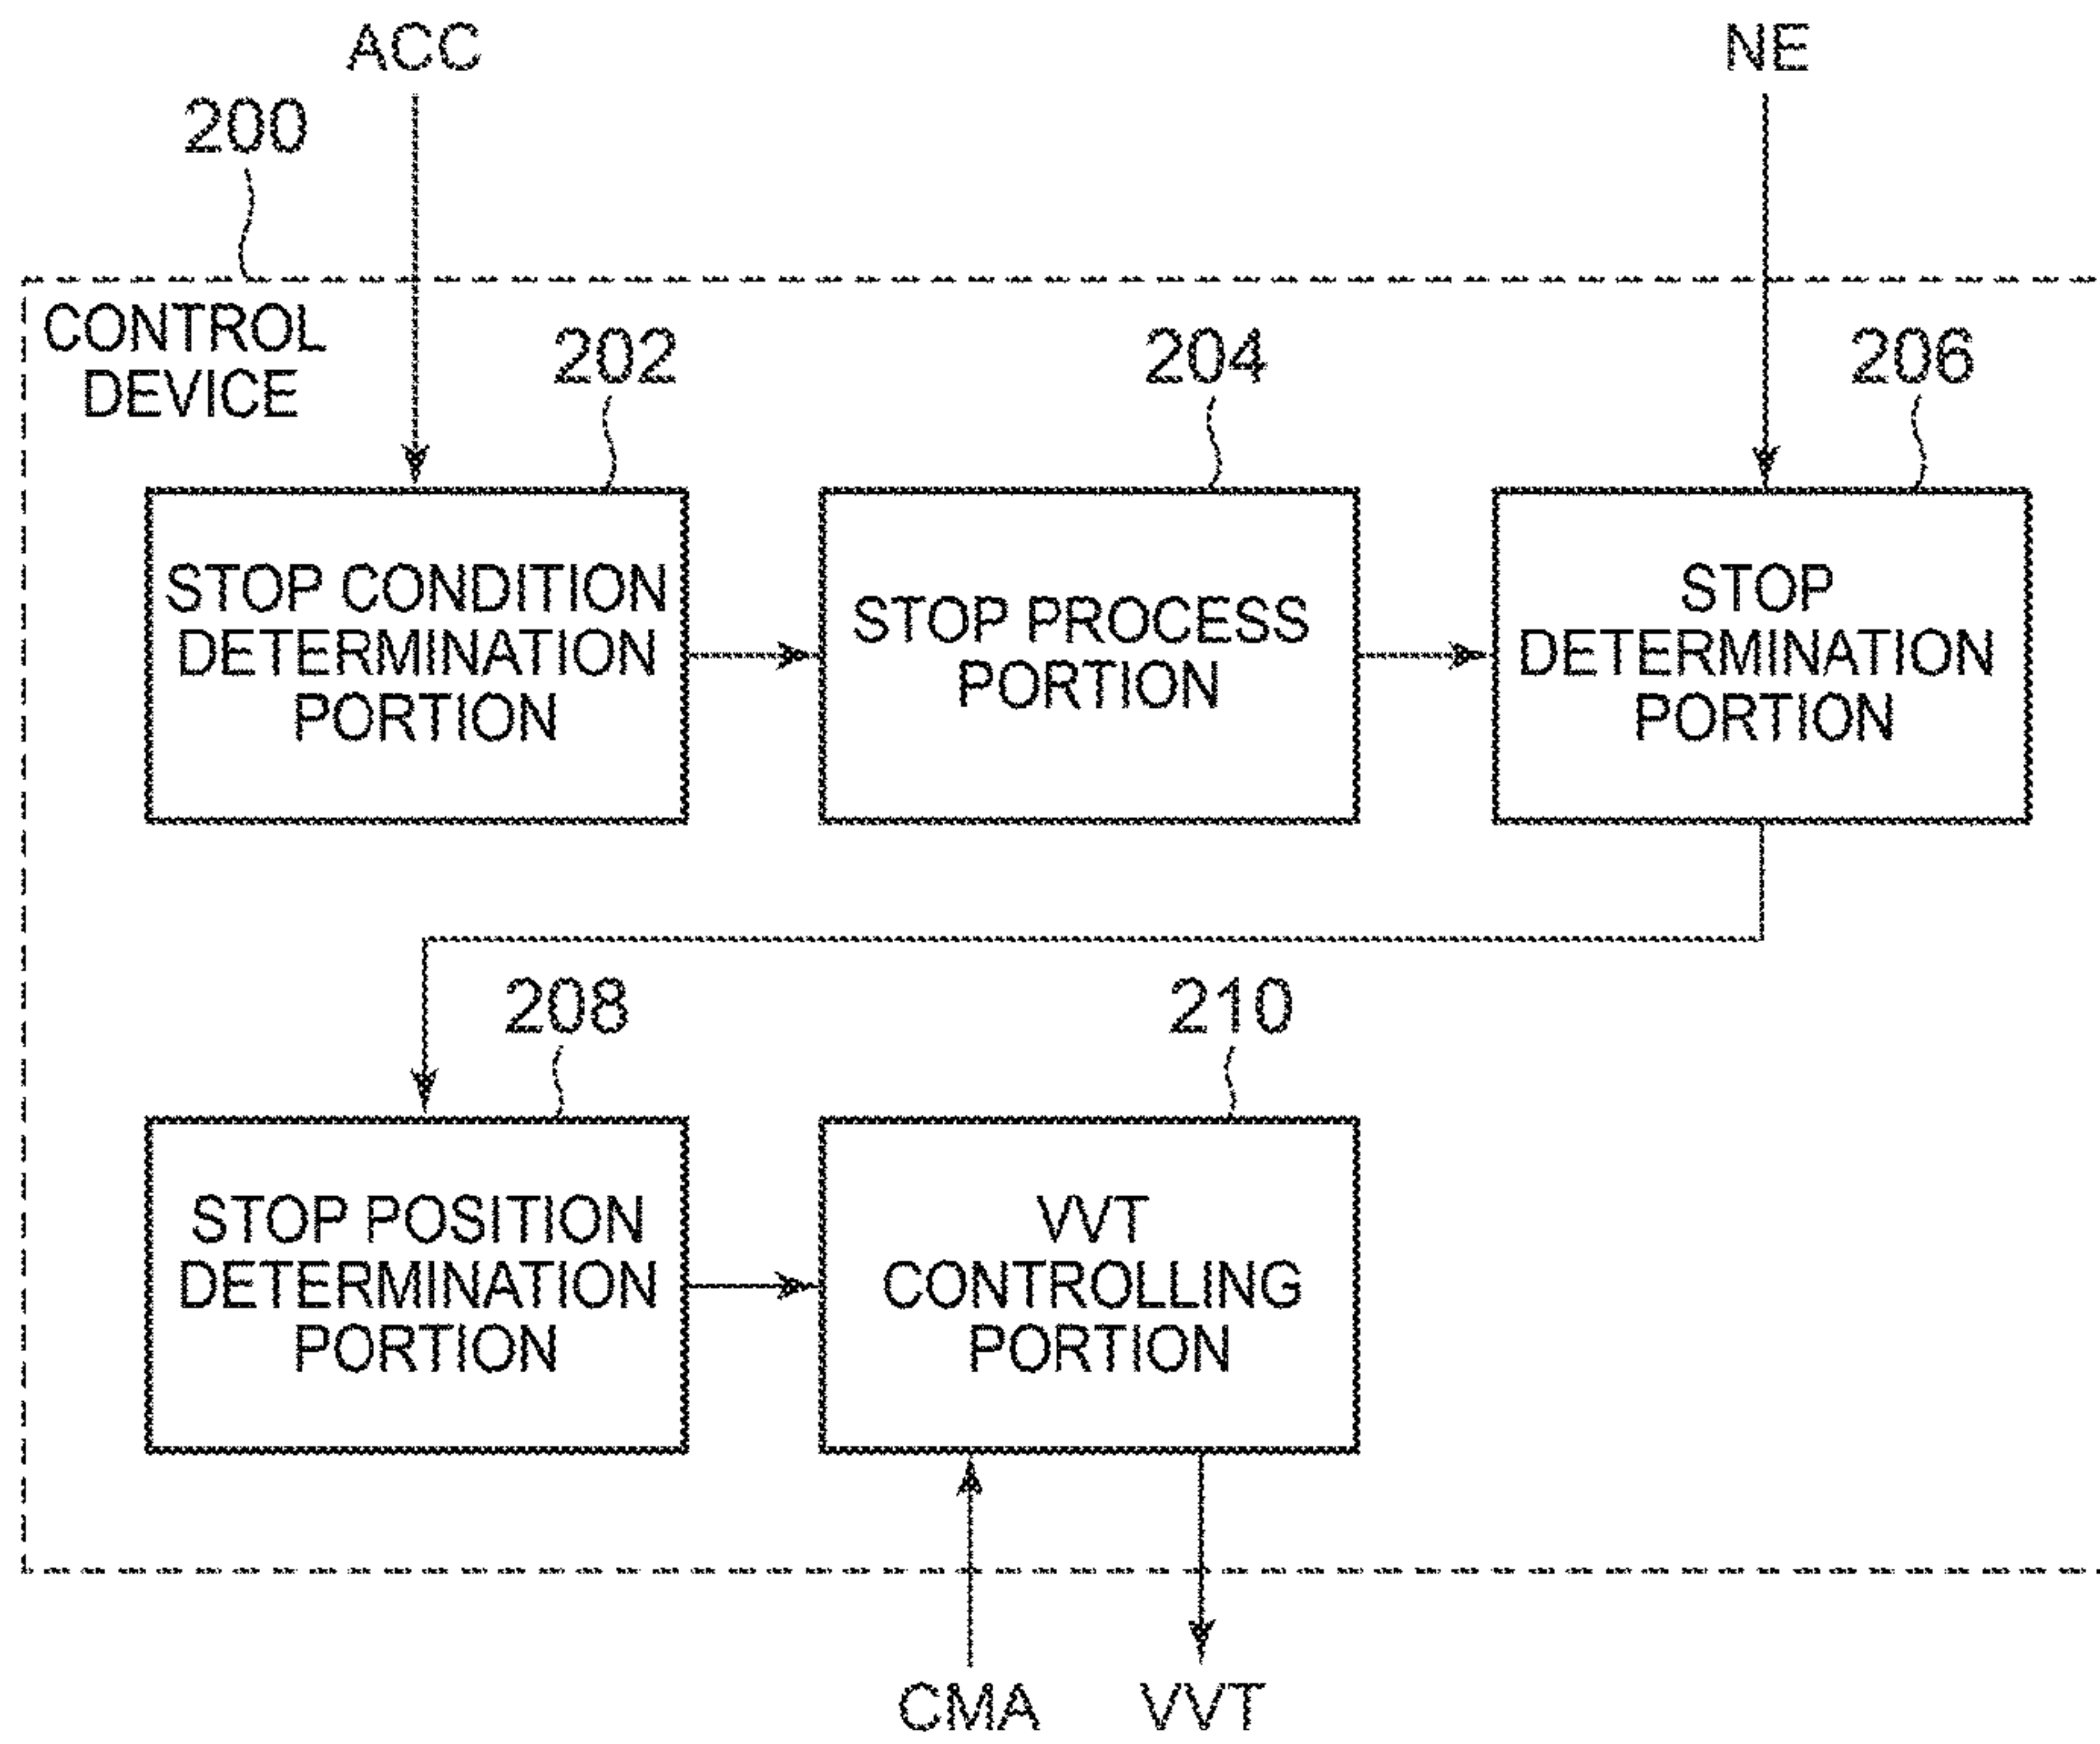 ACC
NE
200
CONTROL
DEVICE
202
204
206
STOP CONDITION
DETERMINATION
PORTION
STOP PROCESS
PORTION
STOP
DETERMINATION
PORTION
208
210
STOP POSITION
DETERMINATION
PORTION
VVT
CONTROLLING
PORTION
CMA
VVT